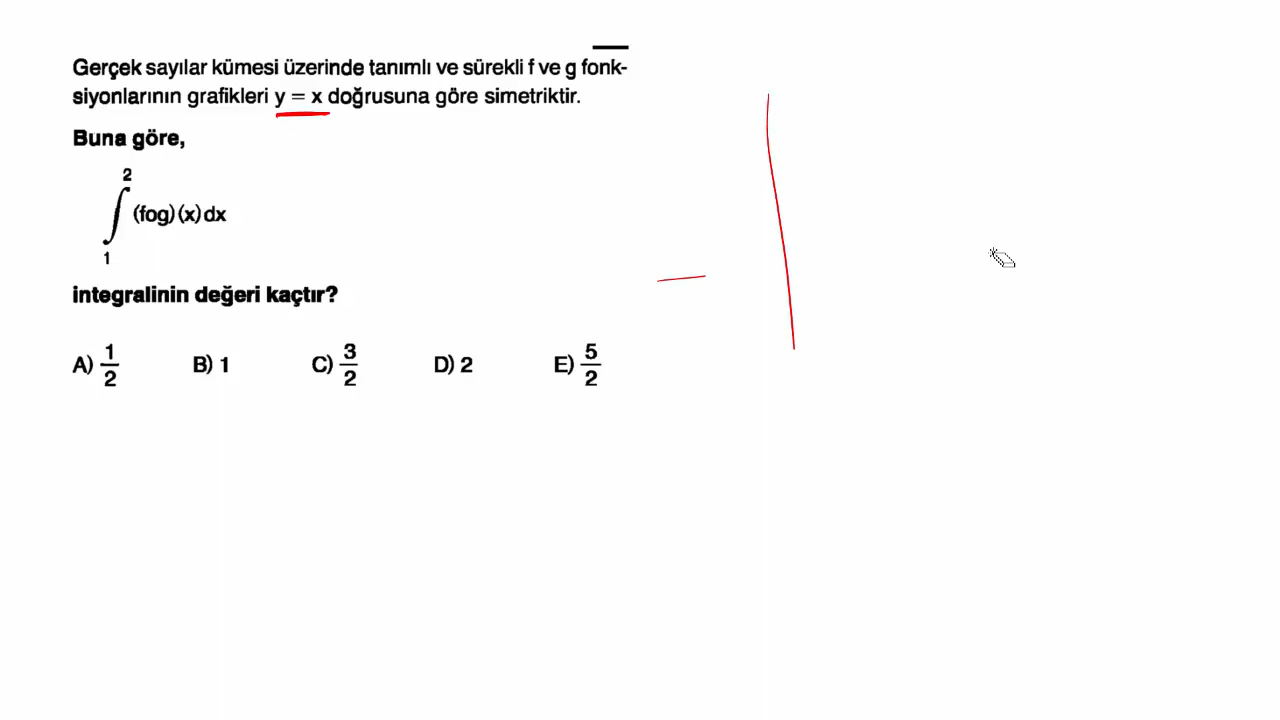 Gerçek sayılar kümesi üzerinde tanımlı ve sürekli f ve g fonk-
siyonlarının grafikleri y = x doğrusuna göre simetriktir.
Buna göre,
2
∫ (fog)(x)dx
1
integralinin değeri kaçtır?
A) 1/2 B) 1 C) 3/2 D) 2 E) 5/2